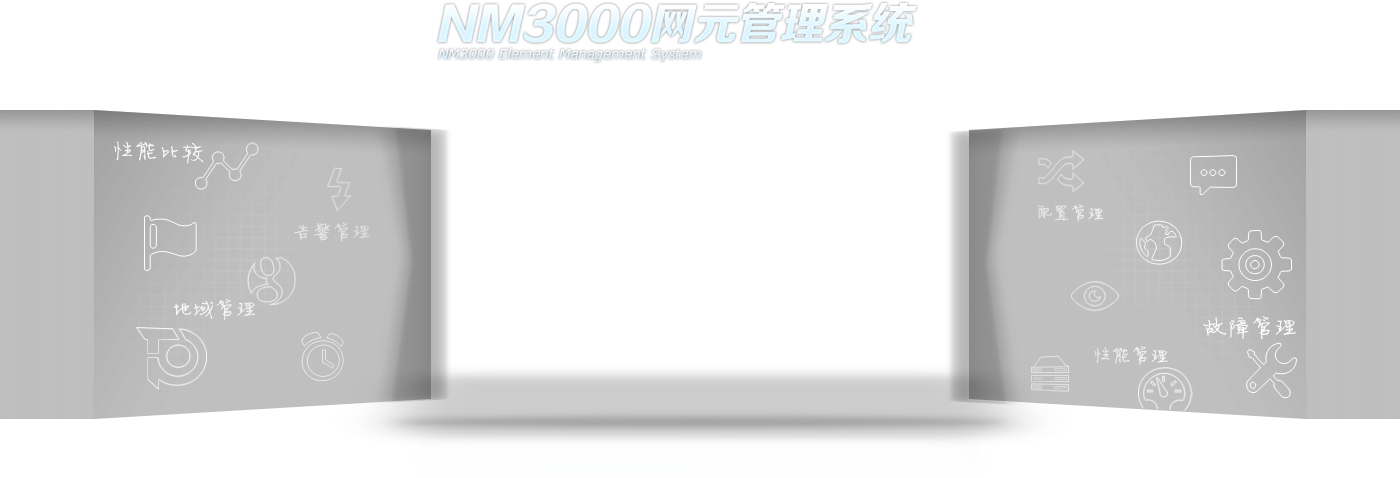 NM3000网元管理系统
NM3000 Element Management System
性能比较
告警管理
地域管理
配置管理
故障管理
性能管理